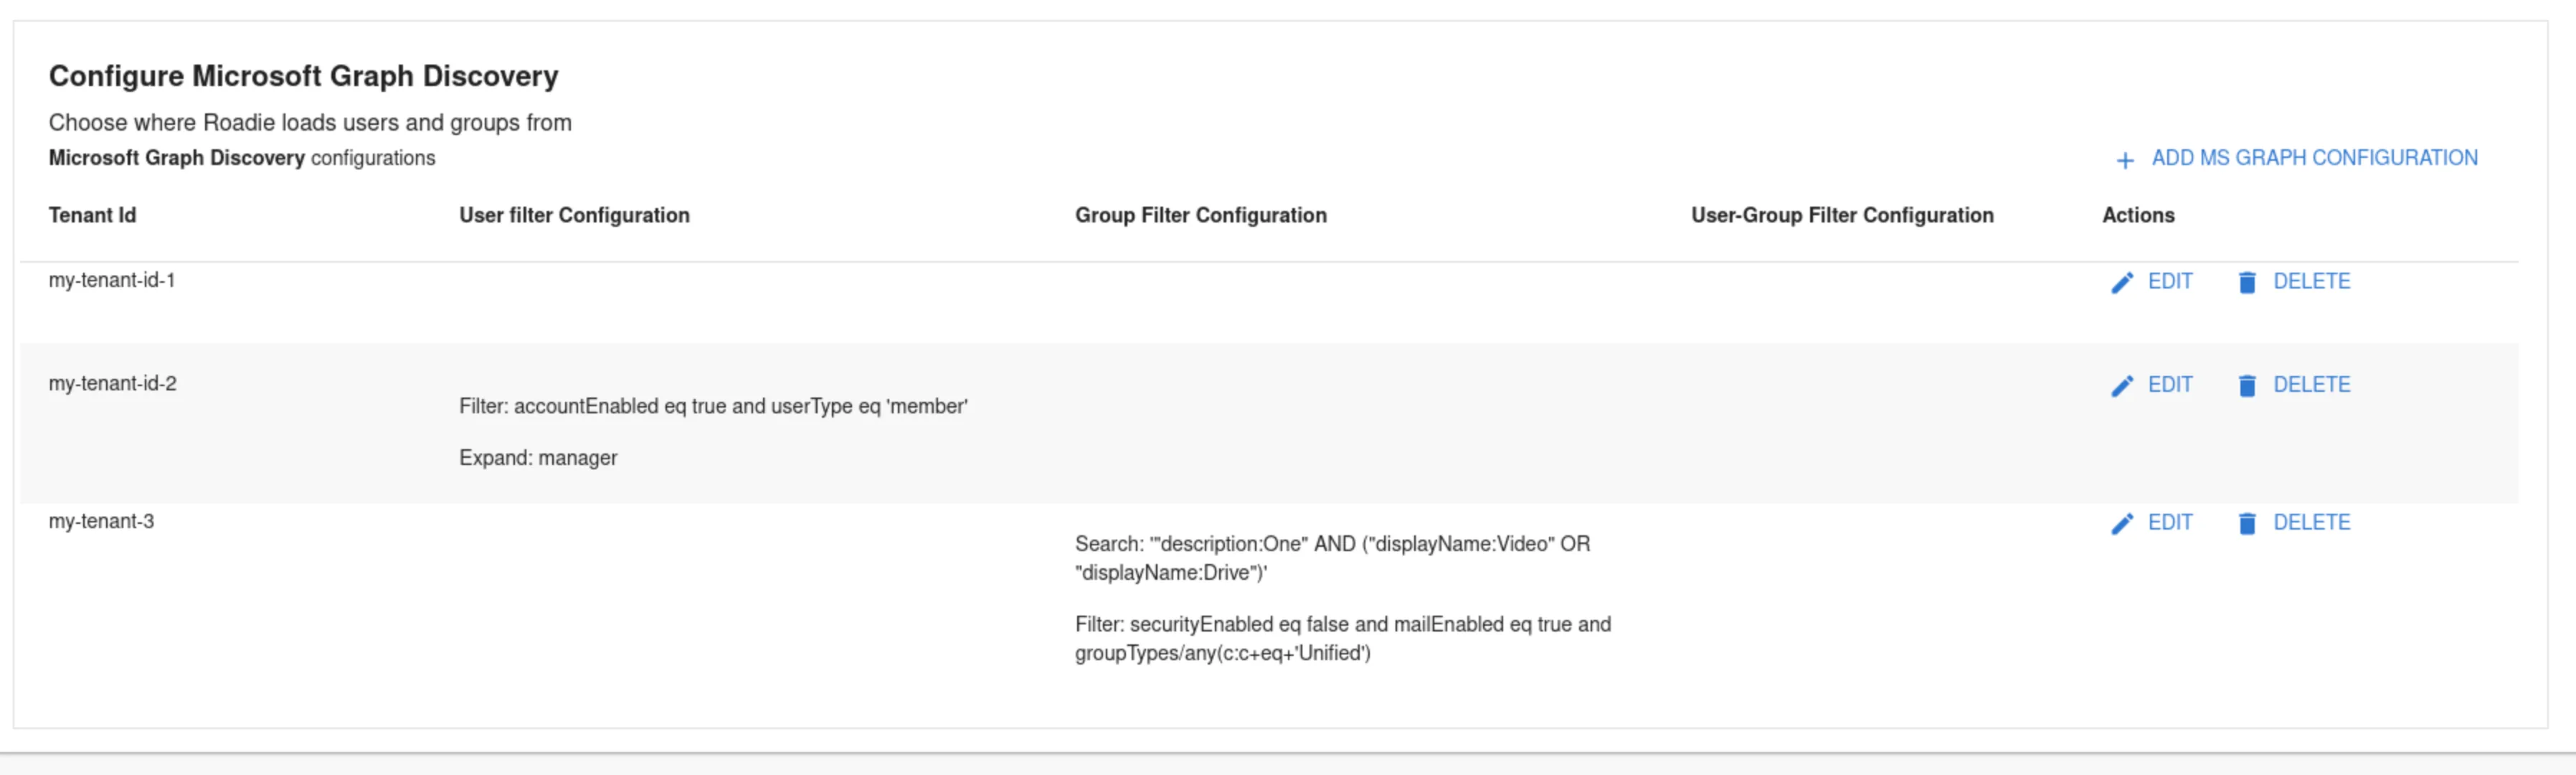 Configure Microsoft Graph Discovery
Choose where Roadie loads users and groups from
Microsoft Graph Discovery configurations
+ ADD MS GRAPH CONFIGURATION
Tenant Id User filter Configuration Group Filter Configuration User-Group Filter Configuration Actions
my-tenant-id-1 EDIT DELETE
my-tenant-id-2 EDIT DELETE
Filter: accountEnabled eq true and userType eq 'member'
Expand: manager
my-tenant-3 EDIT DELETE
Search: '"description:One" AND ("displayName:Video" OR
"displayName:Drive")'
Filter: securityEnabled eq false and mailEnabled eq true and
groupTypes/any(c:c+eq+'Unified')